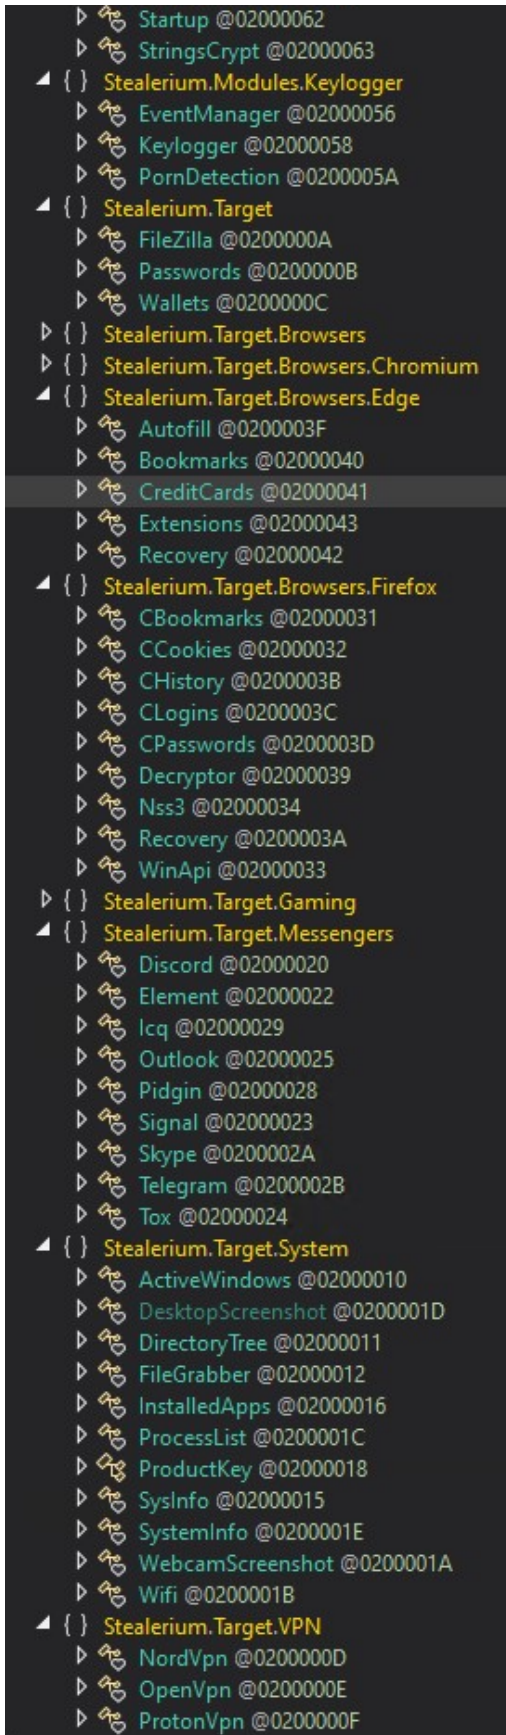 Startup @02000062
StringsCrypt @02000063
{ } Stealerium.Modules.Keylogger
EventManager @02000056
Keylogger @02000058
PornDetection @0200005A
{ } Stealerium.Target
FileZilla @0200000A
Passwords @0200000B
Wallets @0200000C
{ } Stealerium.Target.Browsers
{ } Stealerium.Target.Browsers.Chromium
{ } Stealerium.Target.Browsers.Edge
Autofill @0200003F
Bookmarks @02000040
CreditCards @02000041
Extensions @02000043
Recovery @02000042
{ } Stealerium.Target.Browsers.Firefox
CBookmarks @02000031
CCookies @02000032
CHistory @0200003B
CLogins @0200003C
CPasswords @0200003D
Decryptor @02000039
Nss3 @02000034
Recovery @0200003A
WinApi @02000033
{ } Stealerium.Target.Gaming
{ } Stealerium.Target.Messengers
Discord @02000020
Element @02000022
Icq @02000029
Outlook @02000025
Pidgin @02000028
Signal @02000023
Skype @0200002A
Telegram @0200002B
Tox @02000024
{ } Stealerium.Target.System
ActiveWindows @02000010
DesktopScreenshot @0200001D
DirectoryTree @02000011
FileGrabber @02000012
InstalledApps @02000016
ProcessList @0200001C
ProductKey @02000018
SysInfo @02000015
SystemInfo @0200001E
WebcamScreenshot @0200001A
Wifi @0200001B
{ } Stealerium.Target.VPN
NordVpn @0200000D
OpenVpn @0200000E
ProtonVpn @0200000F